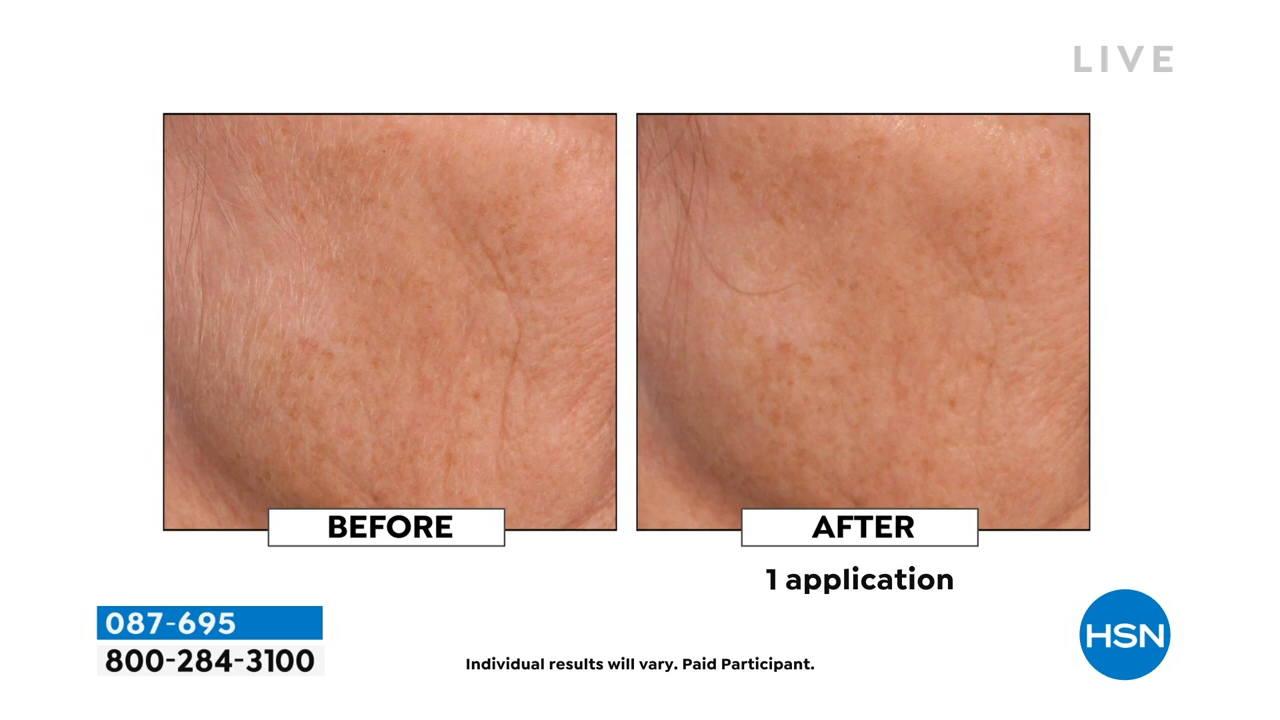 LIVE
BEFORE
AFTER
1 application
087-695
800-284-3100
Individual results will vary. Paid Participant.
HSN